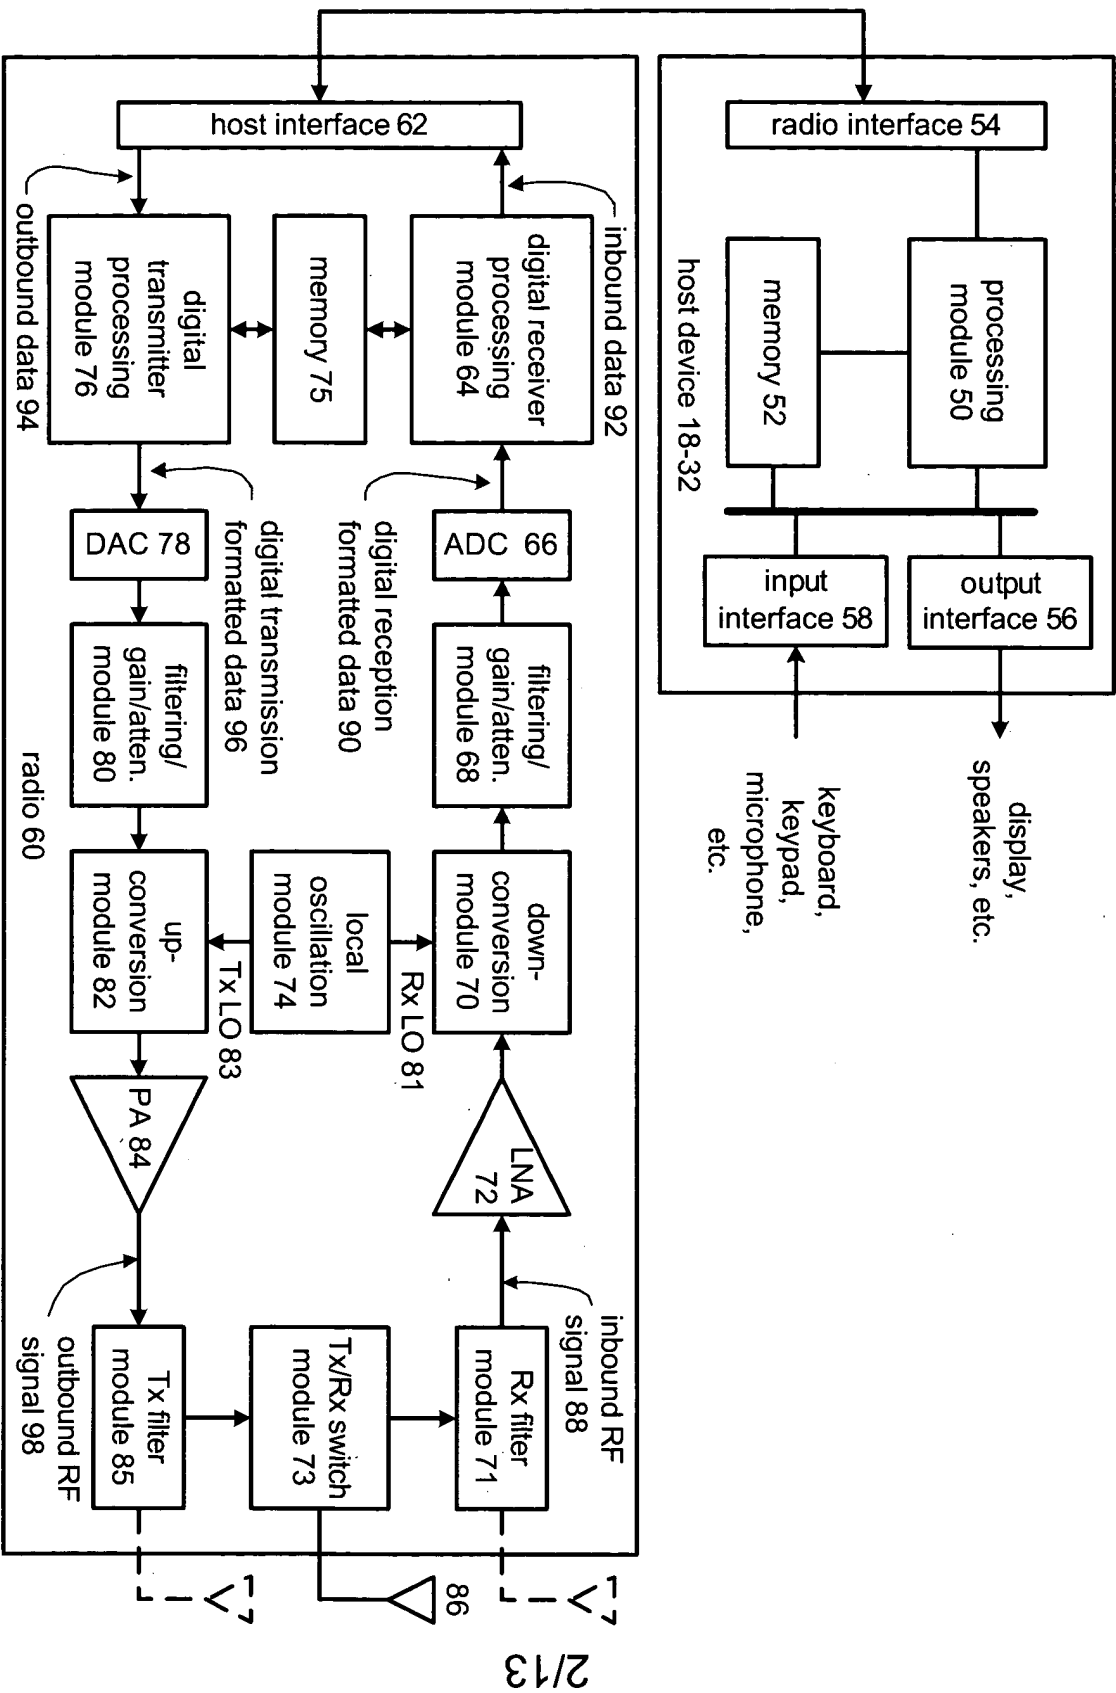 host interface 62
radio interface 54
outbound data 94
digital
transmitter
processing
module 76
memory 75
digital receiver
processing
module 64
inbound data 92
host device 18-32
memory 52
processing
module 50
DAC 78
digital transmission
formatted data 96
digital reception
formatted data 90
ADC 66
input
interface 58
output
interface 56
filtering/
gain/atten.
module 80
filtering/
gain/atten.
module 68
keyboard,
keypad,
microphone,
etc.
display,
speakers, etc.
radio 60
up-
conversion
module 82
local
oscillation
module 74
down-
conversion
module 70
Tx LO 83
Rx LO 81
PA 84
LNA
72
outbound RF
signal 98
Tx filter
module 85
Tx/Rx switch
module 73
Rx filter
module 71
inbound RF
signal 88
86
2/13